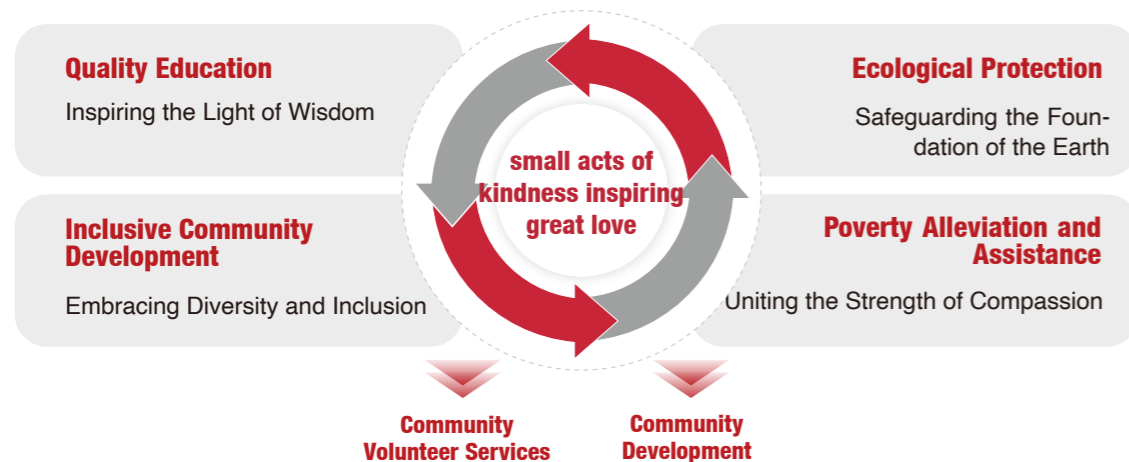 Quality Education
Inspiring the Light of Wisdom
Ecological Protection
Safeguarding the Foun-
dation of the Earth
small acts of
kindness inspiring
great love
Inclusive Community
Development
Embracing Diversity and Inclusion
Poverty Alleviation and
Assistance
Uniting the Strength of Compassion
Community
Volunteer Services
Community
Development